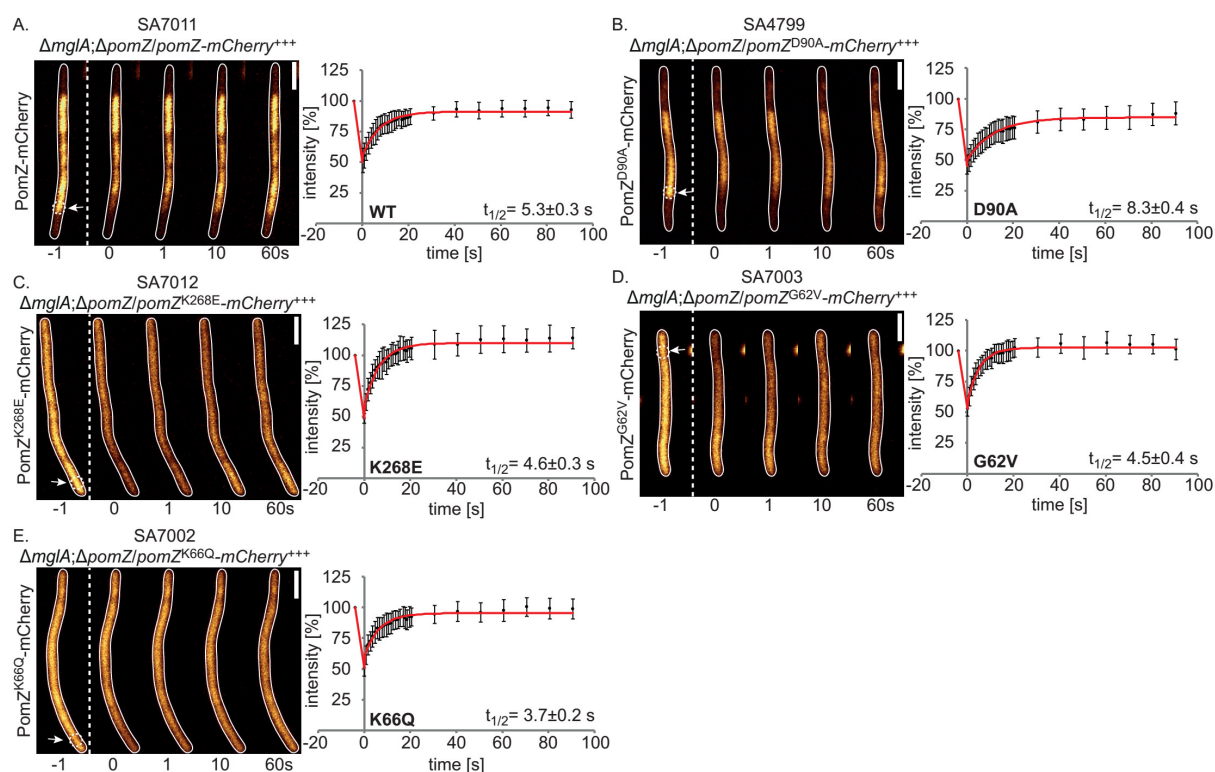 A.
SA7011
ΔmglA;ΔpomZ/pomZ-mCherry+++
PomZ-mCherry
-1 0 1 10 60s
intensity [%]
125
100
75
50
25
WT
t1/2= 5.3±0.3 s
-20 0 20 40 60 80 100
time [s]
B.
SA4799
ΔmglA;ΔpomZ/pomZD90A-mCherry+++
PomZD90A-mCherry
-1 0 1 10 60s
intensity [%]
125
100
75
50
25
D90A
t1/2= 8.3±0.4 s
-20 0 20 40 60 80 100
time [s]
C.
SA7012
ΔmglA;ΔpomZ/pomZK268E-mCherry+++
PomZK268E-mCherry
-1 0 1 10 60s
intensity [%]
125
100
75
50
25
K268E
t1/2= 4.6±0.3 s
-20 0 20 40 60 80 100
time [s]
D.
SA7003
ΔmglA;ΔpomZ/pomZG62V-mCherry+++
PomZG62V-mCherry
-1 0 1 10 60s
intensity [%]
125
100
75
50
25
G62V
t1/2= 4.5±0.4 s
-20 0 20 40 60 80 100
time [s]
E.
SA7002
ΔmglA;ΔpomZ/pomZK66Q-mCherry+++
PomZK66Q-mCherry
-1 0 1 10 60s
intensity [%]
125
100
75
50
25
K66Q
t1/2= 3.7±0.2 s
-20 0 20 40 60 80 100
time [s]